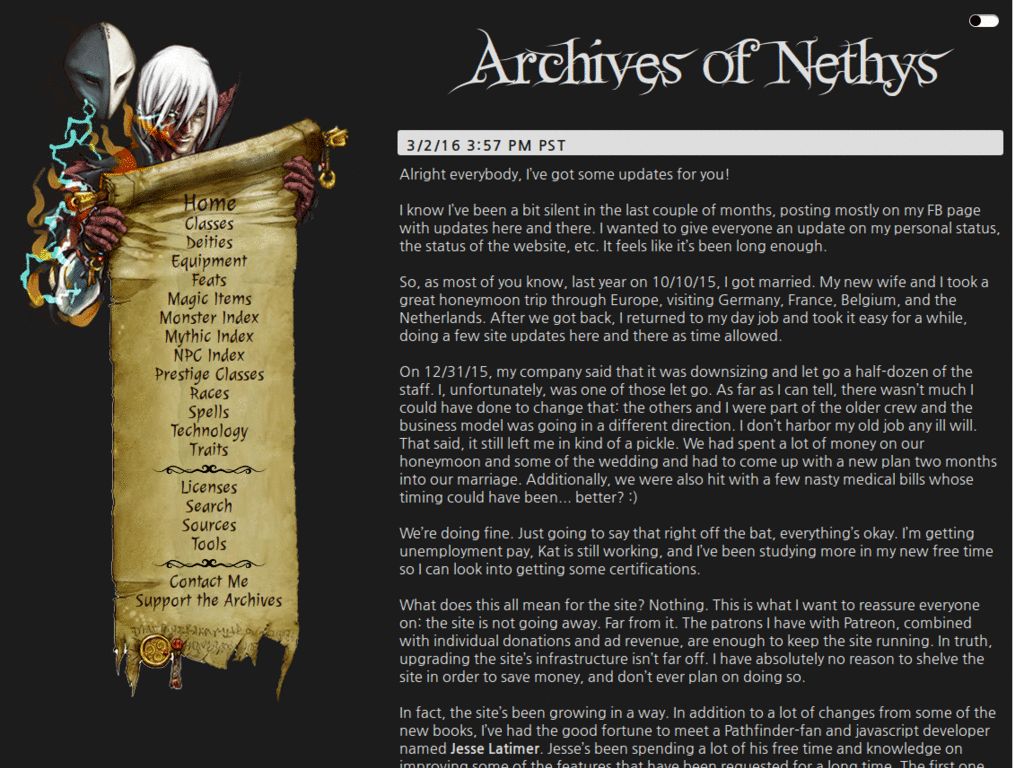 Archives of Nethys
Home
Classes
Deities
Equipment
Feats
Magic Items
Monster Index
Mythic Index
NPC Index
Prestige Classes
Races
Spells
Technology
Traits
Licenses
Search
Sources
Tools
Contact Me
Support the Archives
3/2/16 3:57 PM PST
Alright everybody, I've got some updates for you!
I know I've been a bit silent in the last couple of months, posting mostly on my FB page
with updates here and there. I wanted to give everyone an update on my personal status,
the status of the website, etc. It feels like it's been long enough.
So, as most of you know, last year on 10/10/15, I got married. My new wife and I took a
great honeymoon trip through Europe, visiting Germany, France, Belgium, and the
Netherlands. After we got back, I returned to my day job and took it easy for a while,
doing a few site updates here and there as time allowed.
On 12/31/15, my company said that it was downsizing and let go a half-dozen of the
staff. I, unfortunately, was one of those let go. As far as I can tell, there wasn't much I
could have done to change that: the others and I were part of the older crew and the
business model was going in a different direction. I don't harbor my old job any ill will.
That said, it still left me in kind of a pickle. We had spent a lot of money on our
honeymoon and some of the wedding and had to come up with a new plan two months
into our marriage. Additionally, we were also hit with a few nasty medical bills whose
timing could have been... better? :)
We're doing fine. Just going to say that right off the bat, everything's okay. I'm getting
unemployment pay, Kat is still working, and I've been studying more in my new free time
so I can look into getting some certifications.
What does this all mean for the site? Nothing. This is what I want to reassure everyone
on: the site is not going away. Far from it. The patrons I have with Patreon, combined
with individual donations and ad revenue, are enough to keep the site running. In truth,
upgrading the site's infrastructure isn't far off. I have absolutely no reason to shelve the
site in order to save money, and don't ever plan on doing so.
In fact, the site's been growing in a way. In addition to a lot of changes from some of the
new books, I've had the good fortune to meet a Pathfinder-fan and javascript developer
named Jesse Latimer. Jesse's been spending a lot of his free time and knowledge on
improving some of the features that have been requested for a long time. The first one